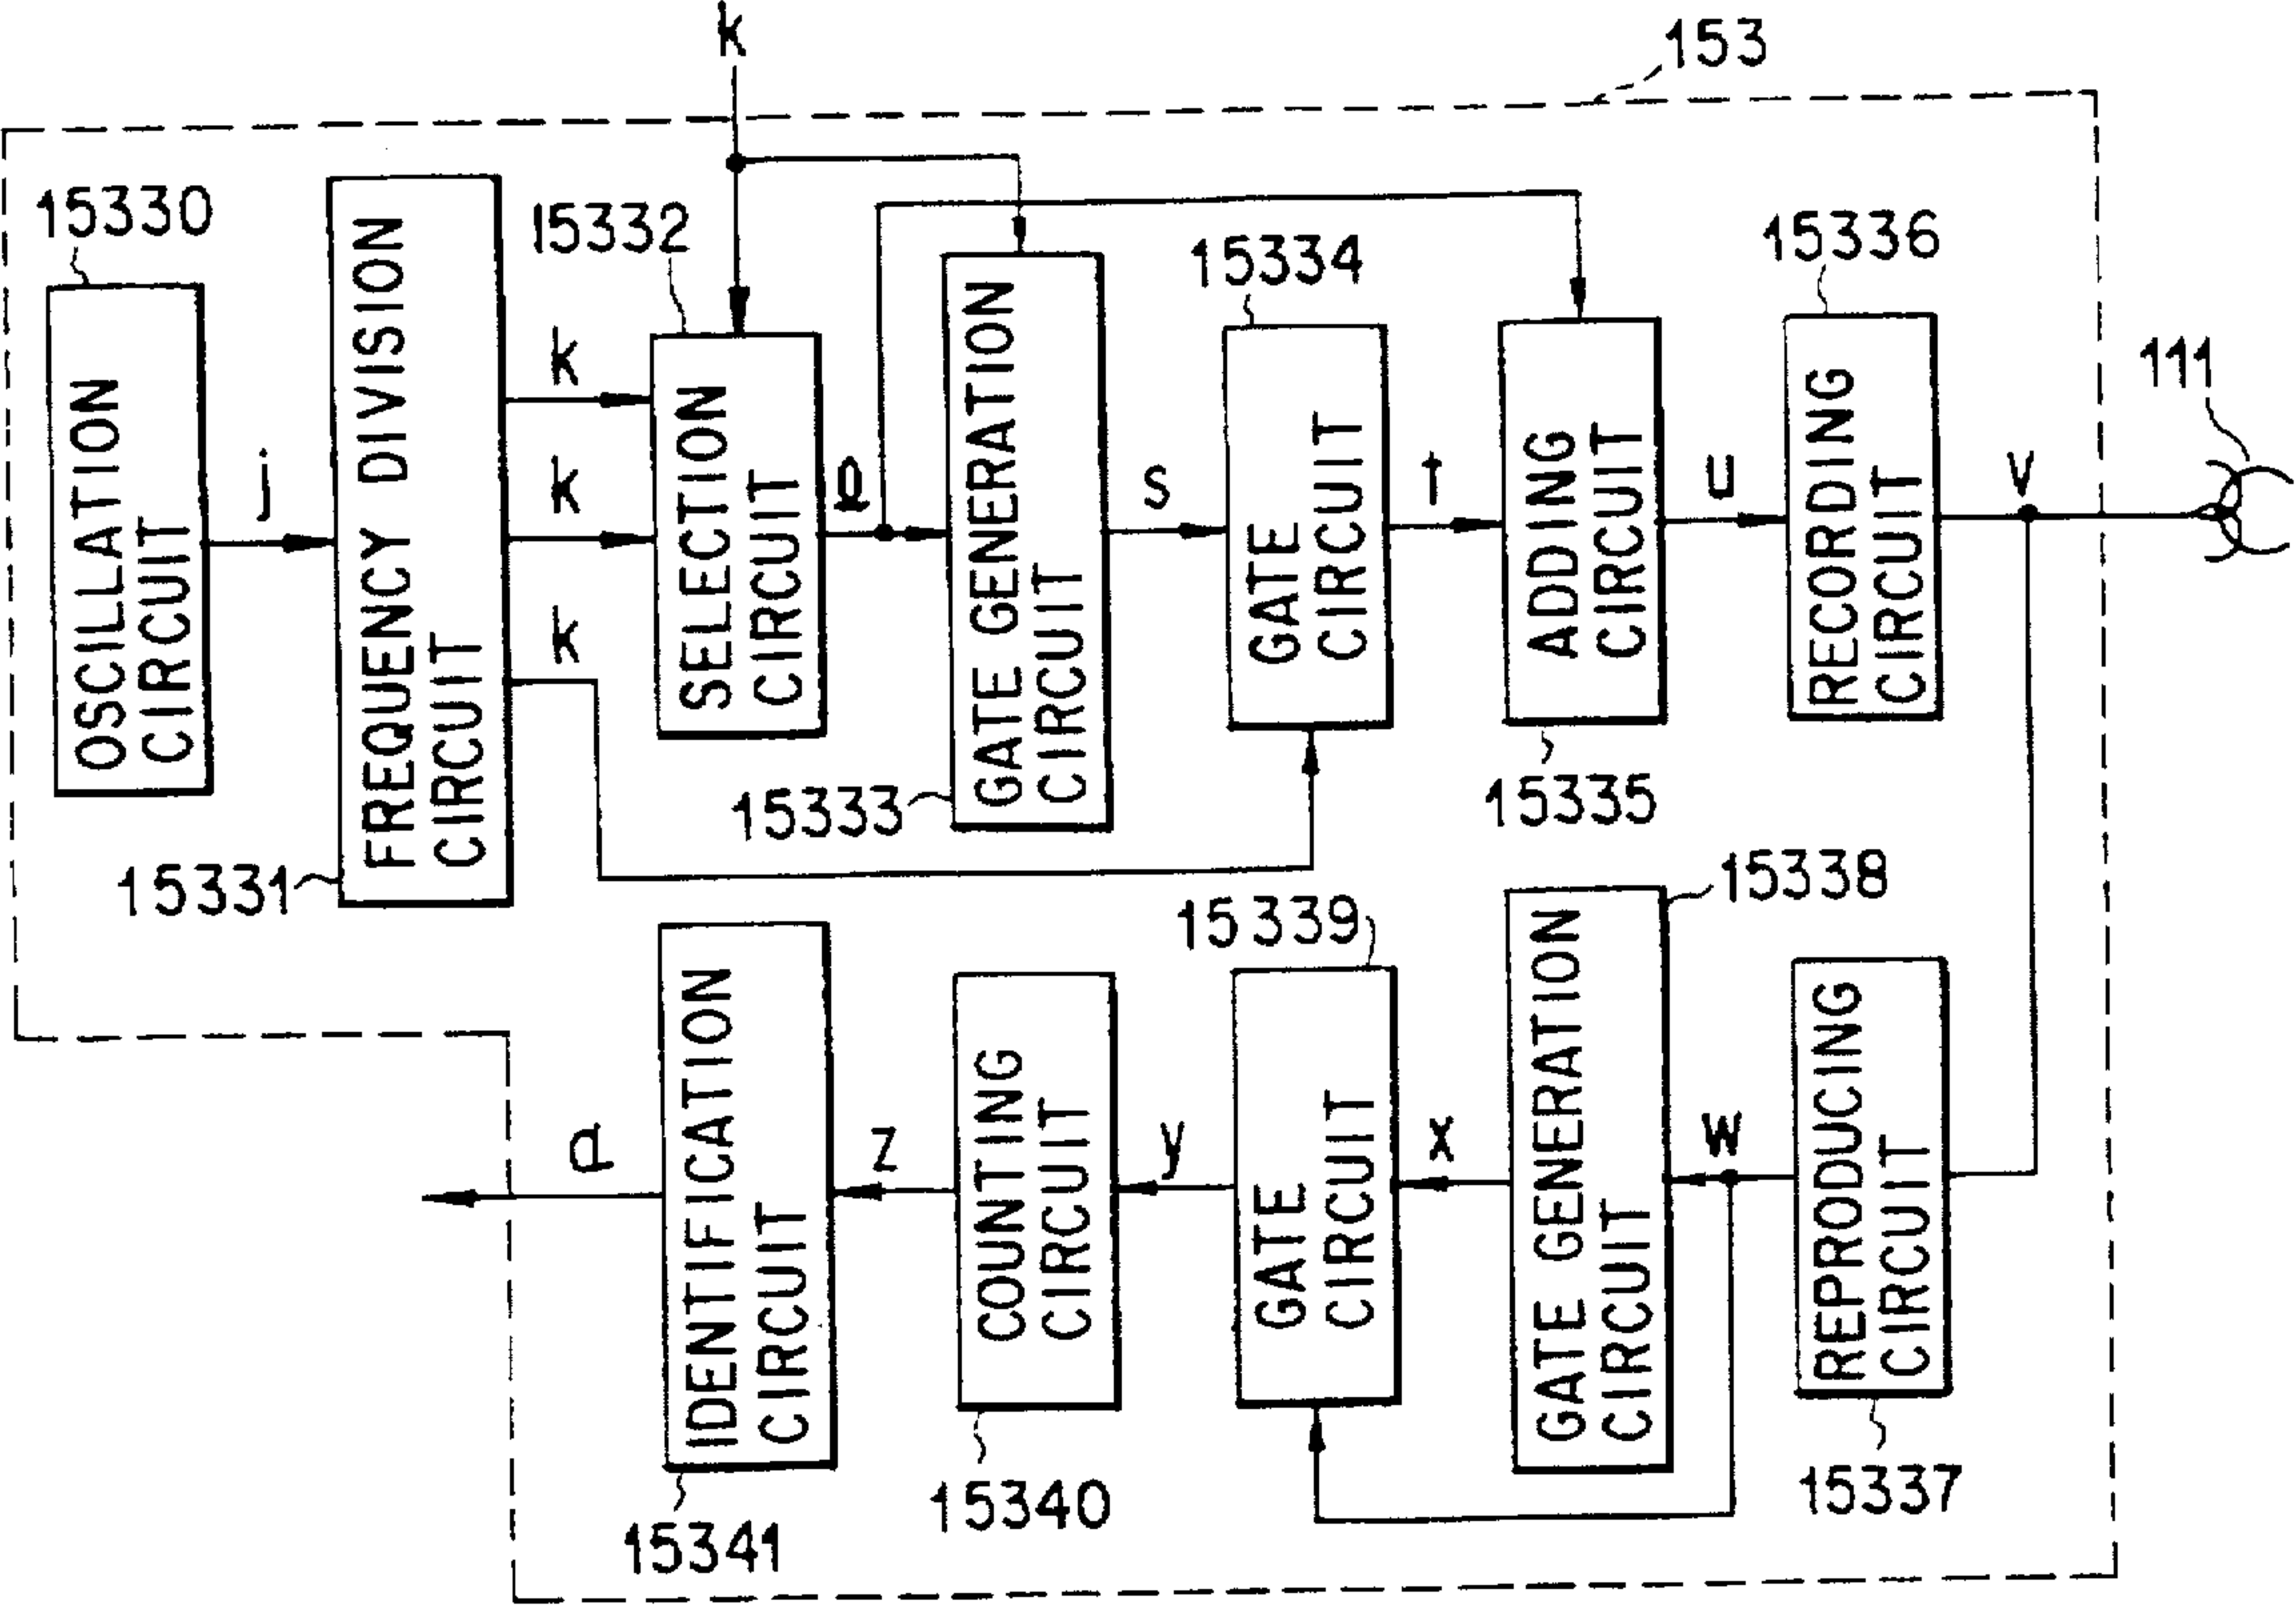 k
153
15330
OSCILLATION
CIRCUIT
j
15331
FREQUENCY DIVISION
CIRCUIT
k
k
k
15332
SELECTION
CIRCUIT
15333
GATE GENERATION
CIRCUIT
s
15334
GATE
CIRCUIT
t
15335
ADDING
CIRCUIT
u
15336
RECORDING
CIRCUIT
v
111
15337
REPRODUCING
CIRCUIT
w
15338
GATE GENERATION
CIRCUIT
x
15339
GATE
CIRCUIT
y
15340
COUNTING
CIRCUIT
z
15341
IDENTIFICATION
CIRCUIT